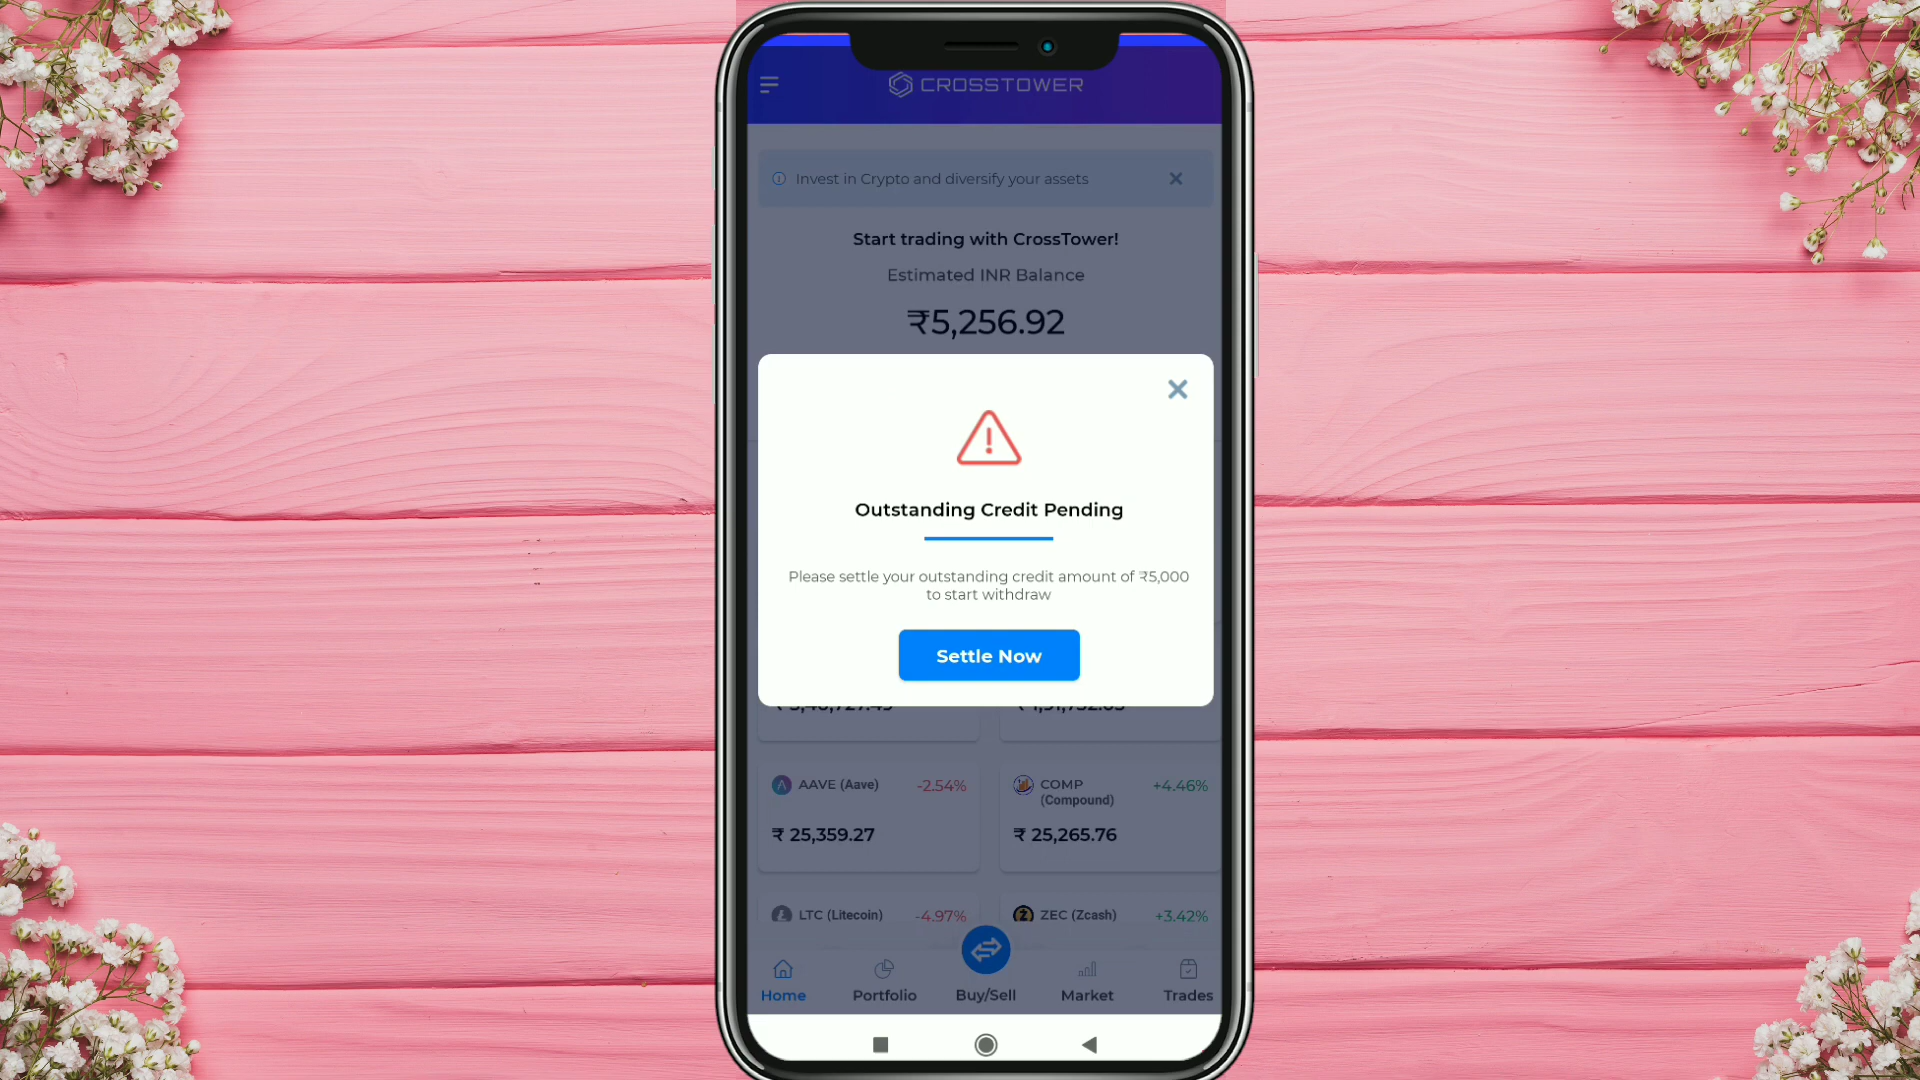 CROSSTOWER
Invest in Crypto and diversify your assets
Start trading with CrossTower!
Estimated INR Balance
₹5,256.92
Outstanding Credit Pending
Please settle your outstanding credit amount of ₹5,000
to start withdraw
Settle Now
AAVE (Aave) -2.54%
₹ 25,359.27
COMP +4.46%
(Compound)
₹ 25,265.76
LTC (Litecoin) -4.97%
ZEC (Zcash) +3.42%
Home Portfolio Buy/Sell Market Trades